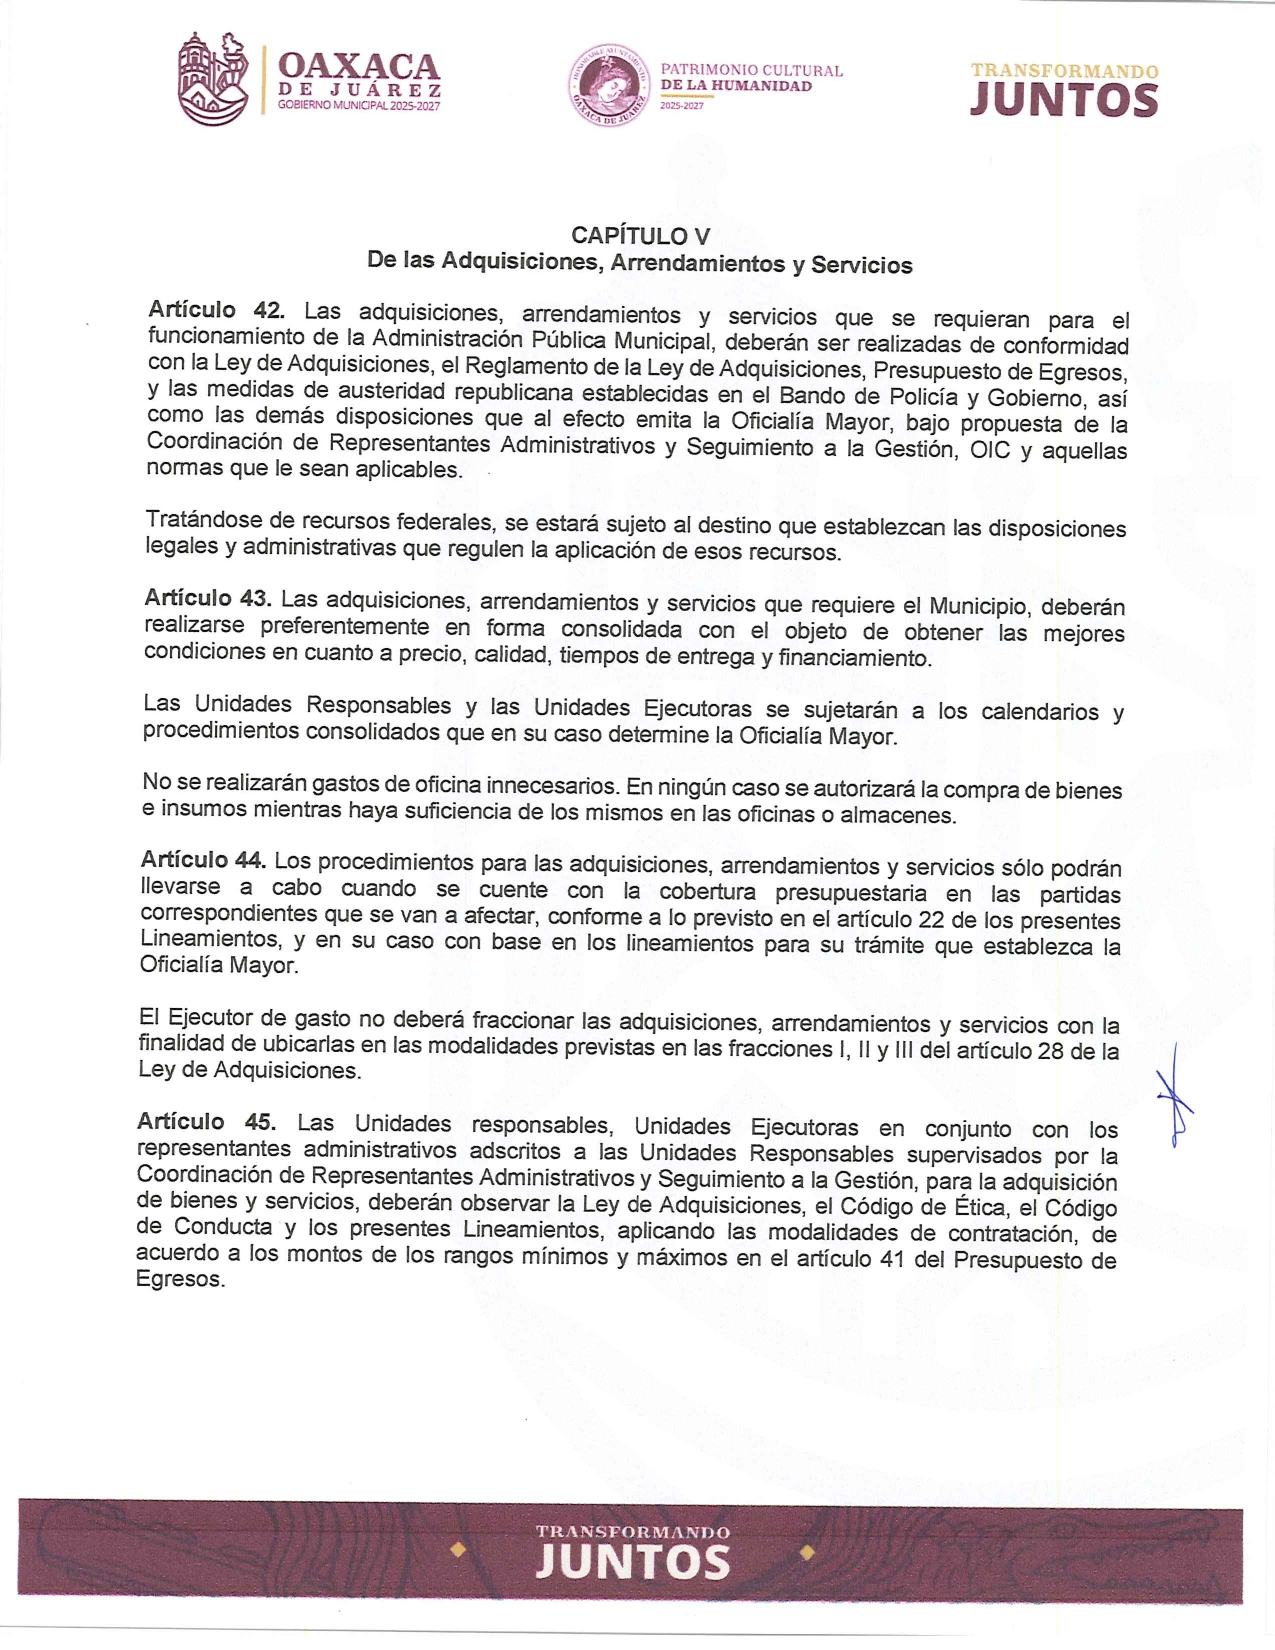 OAXACA
DE JUÁREZ
GOBIERNO MUNICIPAL 2025-2027
HONORABLE AYUNTAMIENTO
OAXACA DE JUÁREZ
PATRIMONIO CULTURAL
DE LA HUMANIDAD
2025-2027
TRANSFORMANDO
JUNTOS
CAPÍTULO V
De las Adquisiciones, Arrendamientos y Servicios
Artículo 42. Las adquisiciones, arrendamientos y servicios que se requieran para el
funcionamiento de la Administración Pública Municipal, deberán ser realizadas de conformidad
con la Ley de Adquisiciones, el Reglamento de la Ley de Adquisiciones, Presupuesto de Egresos,
y las medidas de austeridad republicana establecidas en el Bando de Policía y Gobierno, así
como las demás disposiciones que al efecto emita la Oficialía Mayor, bajo propuesta de la
Coordinación de Representantes Administrativos y Seguimiento a la Gestión, OIC y aquellas
normas que le sean aplicables.
Tratándose de recursos federales, se estará sujeto al destino que establezcan las disposiciones
legales y administrativas que regulen la aplicación de esos recursos.
Artículo 43. Las adquisiciones, arrendamientos y servicios que requiere el Municipio, deberán
realizarse preferentemente en forma consolidada con el objeto de obtener las mejores
condiciones en cuanto a precio, calidad, tiempos de entrega y financiamiento.
Las Unidades Responsables y las Unidades Ejecutoras se sujetarán a los calendarios y
procedimientos consolidados que en su caso determine la Oficialía Mayor.
No se realizarán gastos de oficina innecesarios. En ningún caso se autorizará la compra de bienes
e insumos mientras haya suficiencia de los mismos en las oficinas o almacenes.
Artículo 44. Los procedimientos para las adquisiciones, arrendamientos y servicios sólo podrán
llevarse a cabo cuando se cuente con la cobertura presupuestaria en las partidas
correspondientes que se van a afectar, conforme a lo previsto en el artículo 22 de los presentes
Lineamientos, y en su caso con base en los lineamientos para su trámite que establezca la
Oficialía Mayor.
El Ejecutor de gasto no deberá fraccionar las adquisiciones, arrendamientos y servicios con la
finalidad de ubicarlas en las modalidades previstas en las fracciones I, II y III del artículo 28 de la
Ley de Adquisiciones.
Artículo 45. Las Unidades responsables, Unidades Ejecutoras en conjunto con los
representantes administrativos adscritos a las Unidades Responsables supervisados por la
Coordinación de Representantes Administrativos y Seguimiento a la Gestión, para la adquisición
de bienes y servicios, deberán observar la Ley de Adquisiciones, el Código de Ética, el Código
de Conducta y los presentes Lineamientos, aplicando las modalidades de contratación, de
acuerdo a los montos de los rangos mínimos y máximos en el artículo 41 del Presupuesto de
Egresos.
TRANSFORMANDO
JUNTOS